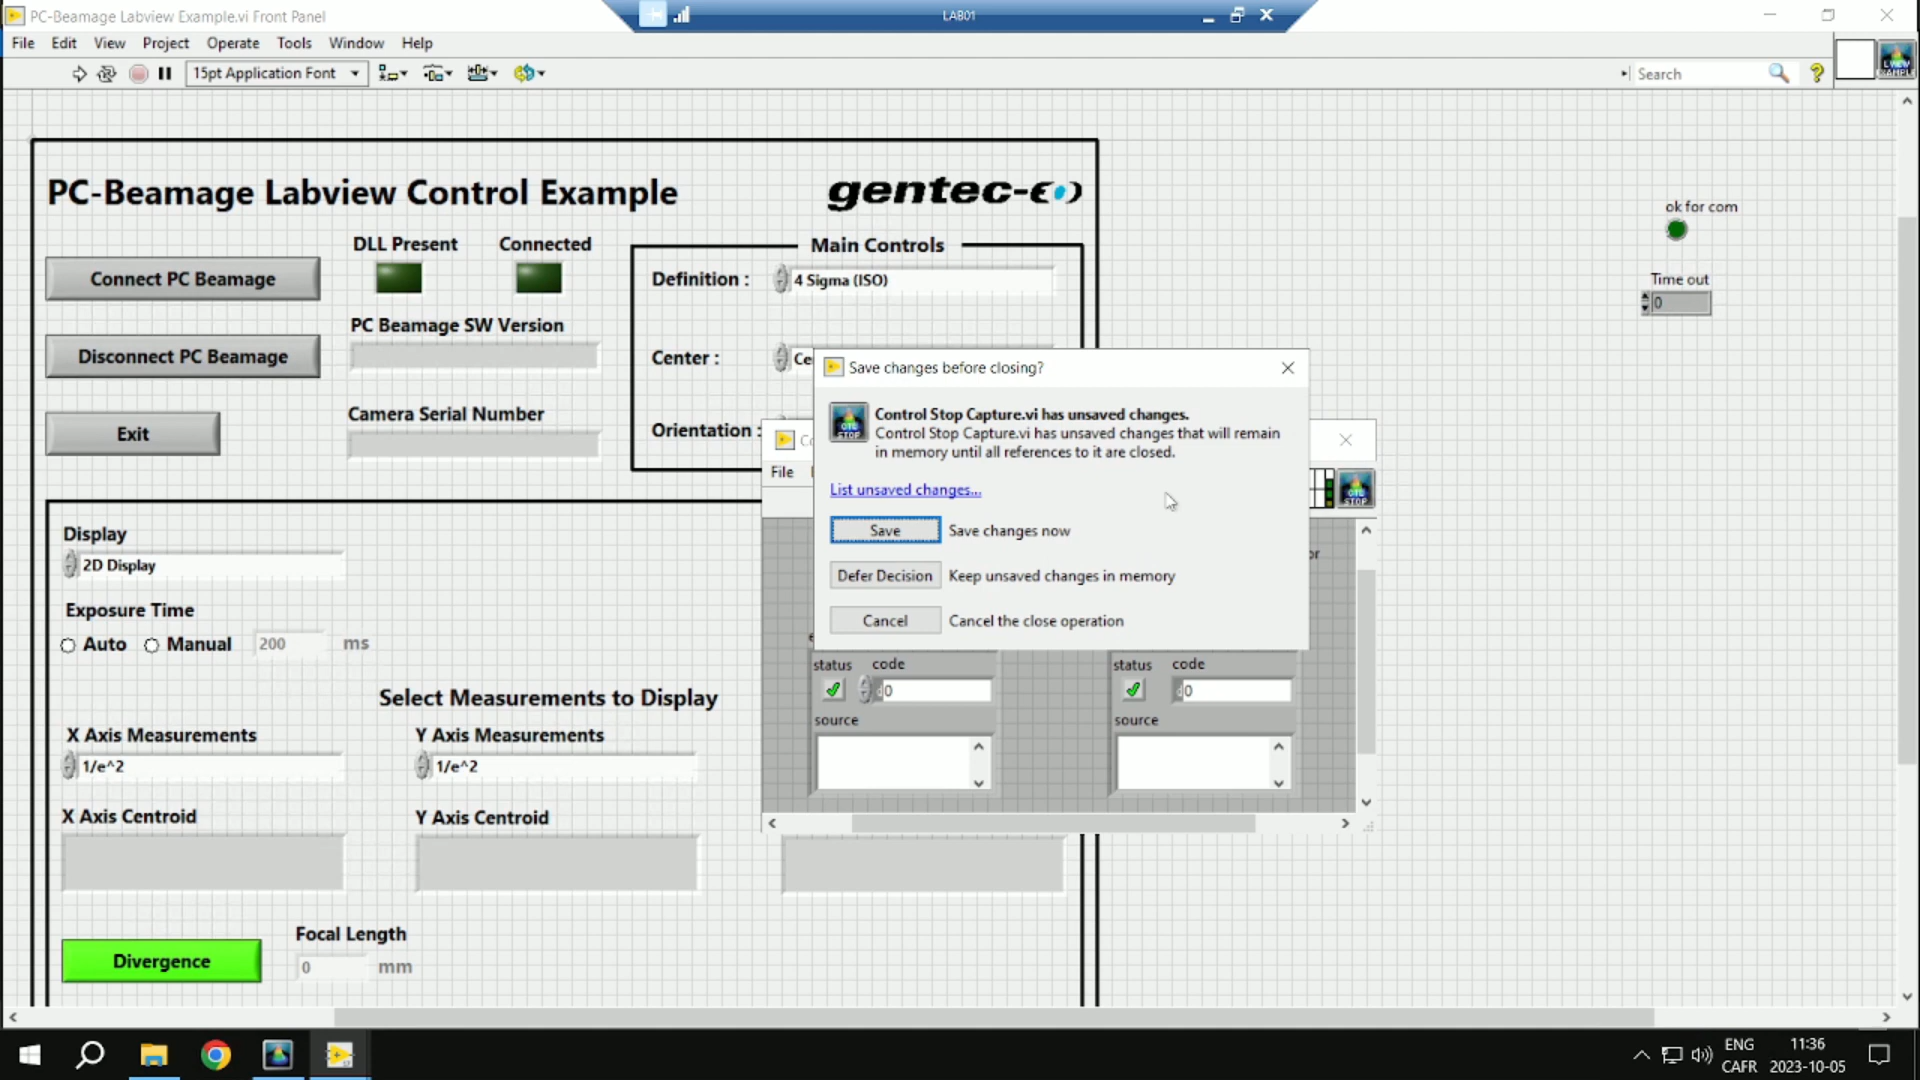 PC-Beamage Labview Example.vi Front Panel
LAB01
File Edit View Project Operate Tools Window Help
15pt Application Font
Search
PC-Beamage Labview Control Example
gentec-eo
ok for com
DLL Present
Connected
Main Controls
Connect PC Beamage
Definition :
4 Sigma (ISO)
Time out
0
PC Beamage SW Version
Disconnect PC Beamage
Center :
Ce
Save changes before closing?
Camera Serial Number
Control Stop Capture.vi has unsaved changes.
Control Stop Capture.vi has unsaved changes that will remain
in memory until all references to it are closed.
Exit
Orientation :
File
List unsaved changes...
STOP
Save
Save changes now
Display
2D Display
Defer Decision
Keep unsaved changes in memory
Exposure Time
Cancel
Cancel the close operation
Auto
Manual
200
ms
status
code
0
source
status
code
0
source
Select Measurements to Display
X Axis Measurements
1/e^2
Y Axis Measurements
1/e^2
X Axis Centroid
Y Axis Centroid
Focal Length
Divergence
0
mm
ENG
CAFR
11:36
2023-10-05